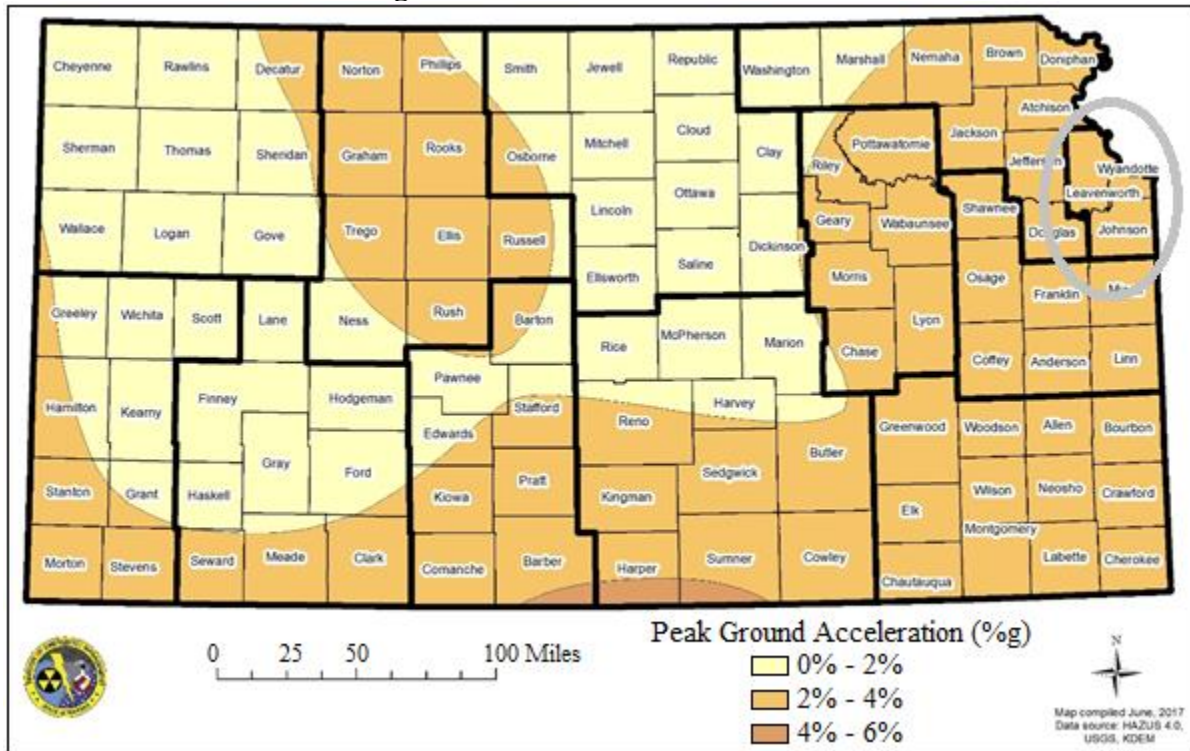 Cheyenne Rawlins Decatur Norton Phillips Smith Jewell Republic Washington Marshall Nemaha Brown Doniphan
Atchison
Sherman Thomas Sheridan Graham Rooks Osborne Mitchell Cloud Clay Riley Pottawatomie Jackson Jefferson Wyandotte
Leavenworth
Wallace Logan Gove Trego Ellis Russell Lincoln Ottawa Dickinson Geary Wabaunsee Shawnee Douglas Johnson
Ellsworth Saline Morris Osage
Greeley Wichita Scott Lane Ness Rush Barton Rice McPherson Marion Chase Lyon Franklin Miami
Coffey Anderson Linn
Hamilton Kearny Finney Hodgeman Pawnee Stafford Edwards Reno Harvey Butler Greenwood Woodson Allen Bourbon
Stanton Grant Haskell Gray Ford Kiowa Pratt Kingman Sedgwick Elk Wilson Neosho Crawford
Montgomery
Morton Stevens Seward Meade Clark Comanche Barber Harper Sumner Cowley Chautauqua Labette Cherokee
0 25 50 100 Miles
Peak Ground Acceleration (%g)
0% - 2%
2% - 4%
4% - 6%
N
Map compiled June, 2017
Data source: HAZUS 4.0,
USGS, KDEM